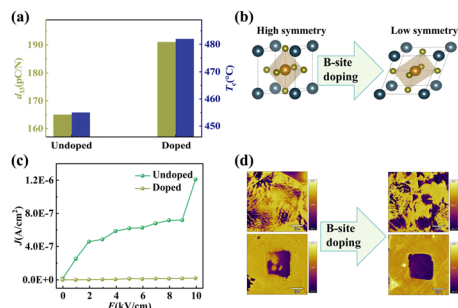 (a)
d33(pC/N)
190
180
170
160
Undoped
Doped
480
470
460
450
Tc(°C)
(b)
High symmetry
Low symmetry
B-site
doping
(c)
J(A/cm²)
1.2E-6
8.0E-7
4.0E-7
0.0E+0
Undoped
Doped
0
2
4
6
8
10
E(kV/cm)
(d)
B-site
doping